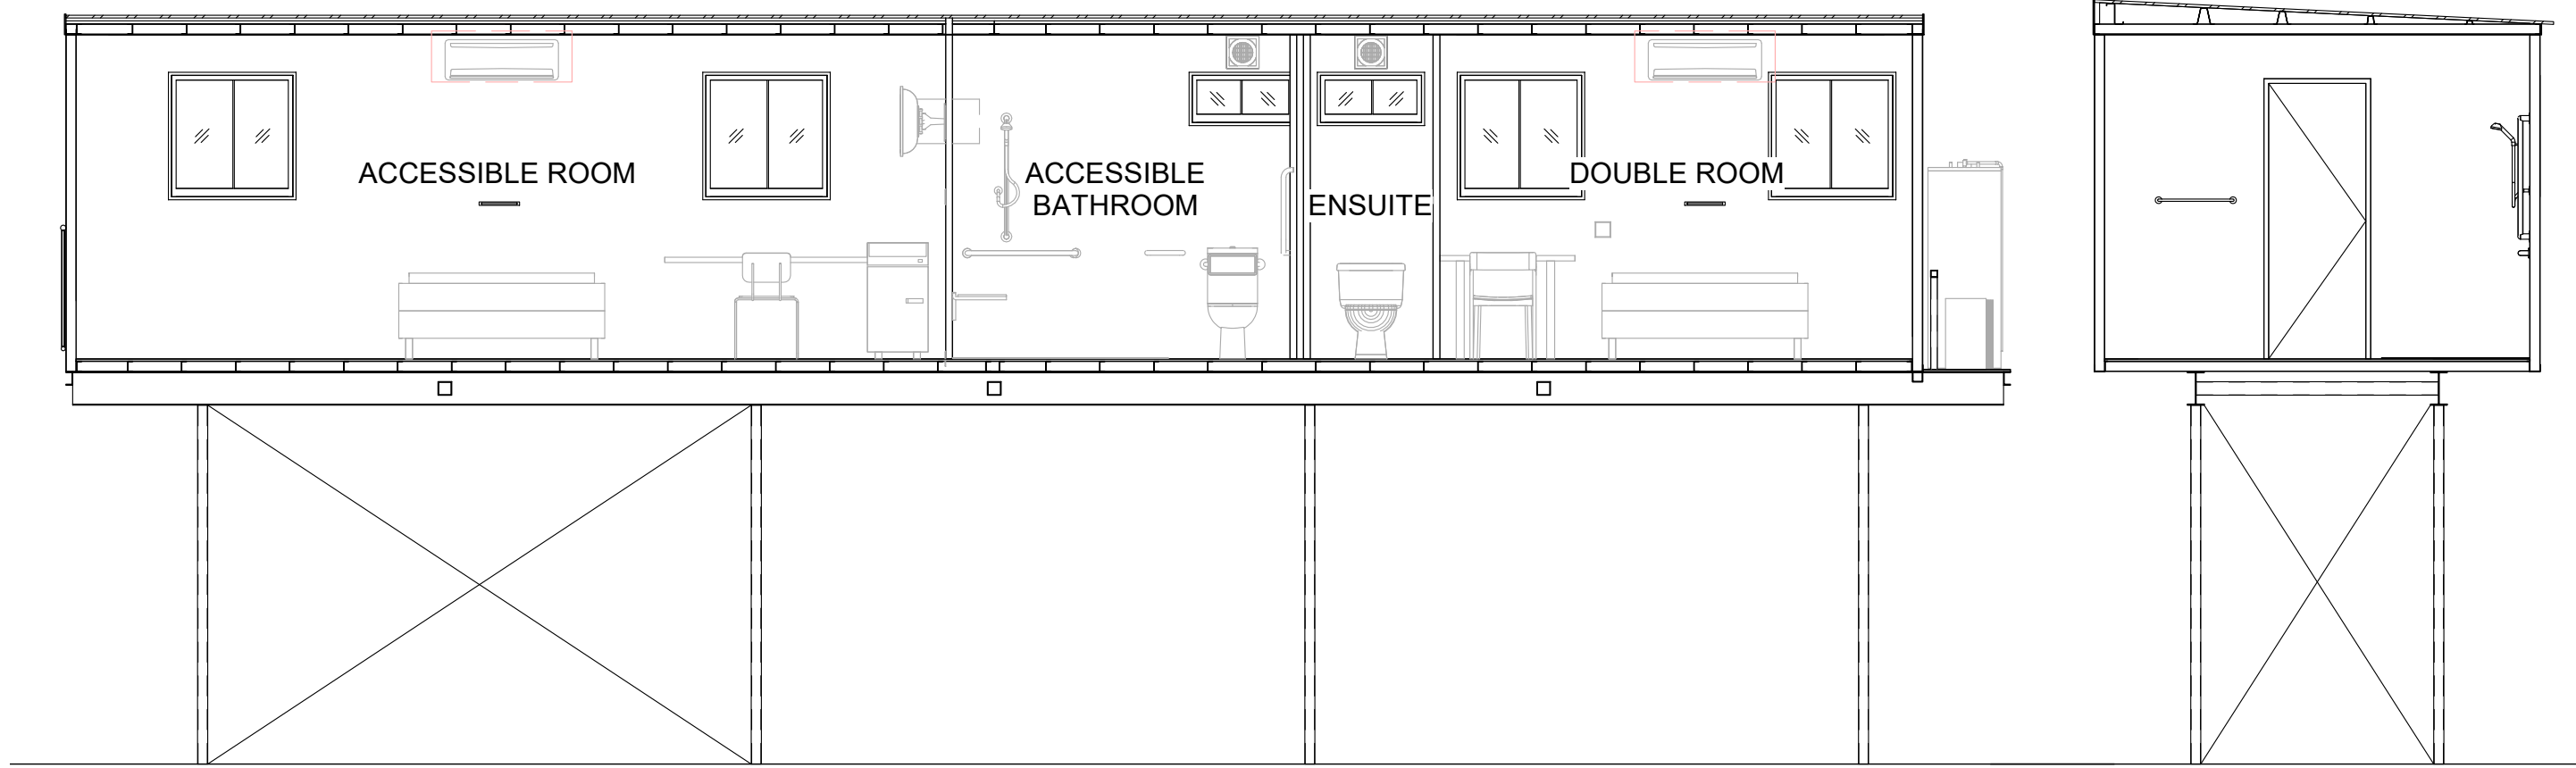 ACCESSIBLE ROOM
ACCESSIBLE
BATHROOM
ENSUITE
DOUBLE ROOM